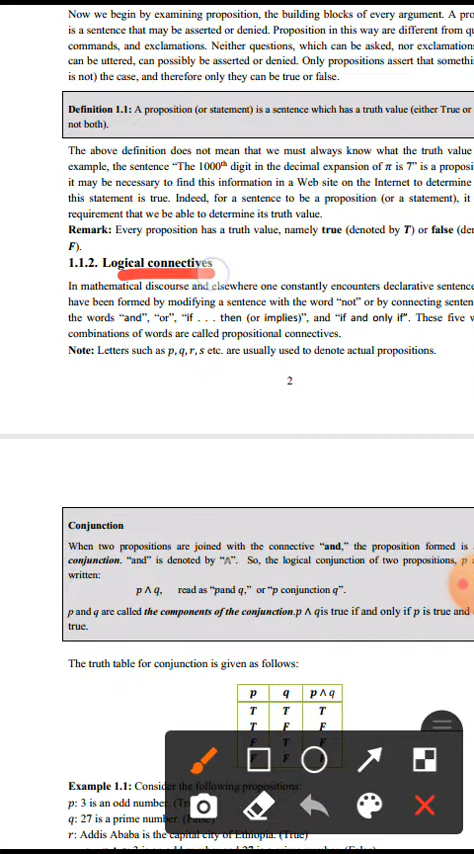 Now we begin by examining proposition, the building blocks of every argument. A pro
is a sentence that may be asserted or denied. Proposition in this way are different from qu
commands, and exclamations. Neither questions, which can be asked, nor exclamation
can be uttered, can possibly be asserted or denied. Only propositions assert that somethi
is not) the case, and therefore only they can be true or false.
Definition 1.1: A proposition (or statement) is a sentence which has a truth value (either True or
not both).
The above definition does not mean that we must always know what the truth value
example, the sentence “The 1000th digit in the decimal expansion of π is 7” is a proposi
it may be necessary to find this information in a Web site on the Internet to determine
this statement is true. Indeed, for a sentence to be a proposition (or a statement), it
requirement that we be able to determine its truth value.
Remark: Every proposition has a truth value, namely true (denoted by T) or false (den
F).
1.1.2. Logical connectives
In mathematical discourse and elsewhere one constantly encounters declarative sentence
have been formed by modifying a sentence with the word “not” or by connecting senten
the words “and”, “or”, “if . . . then (or implies)”, and “if and only if”. These five w
combinations of words are called propositional connectives.
Note: Letters such as p, q, r, s etc. are usually used to denote actual propositions.
2
Conjunction
When two propositions are joined with the connective “and,” the proposition formed is
conjunction. “and” is denoted by “∧”. So, the logical conjunction of two propositions, p
written:
p ∧ q, read as “pand q,” or “p conjunction q”.
p and q are called the components of the conjunction.p ∧ qis true if and only if p is true and
true.
The truth table for conjunction is given as follows:
p q p ∧ q
T T T
T F F
F T F
F F
Example 1.1: Consider the following propositions:
p: 3 is an odd number. (Tr
q: 27 is a prime number. (False)
r: Addis Ababa is the capital city of Ethiopia. (True)